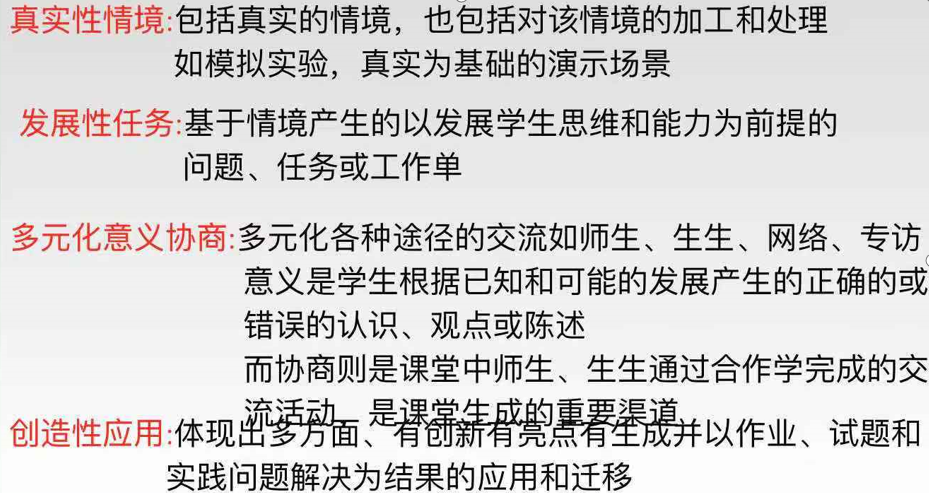 真实性情境:包括真实的情境，也包括对该情境的加工和处理
如模拟实验，真实为基础的演示场景
发展性任务:基于情境产生的以发展学生思维和能力为前提的
问题、任务或工作单
多元化意义协商:多元化各种途径的交流如师生、生生、网络、专访
意义是学生根据已知和可能的发展产生的正确的或
错误的认识、观点或陈述
而协商则是课堂中师生、生生通过合作学完成的交
流活动，是课堂生成的重要渠道
创造性应用:体现出多方面、有创新有亮点有生成并以作业、试题和
实践问题解决为结果的应用和迁移